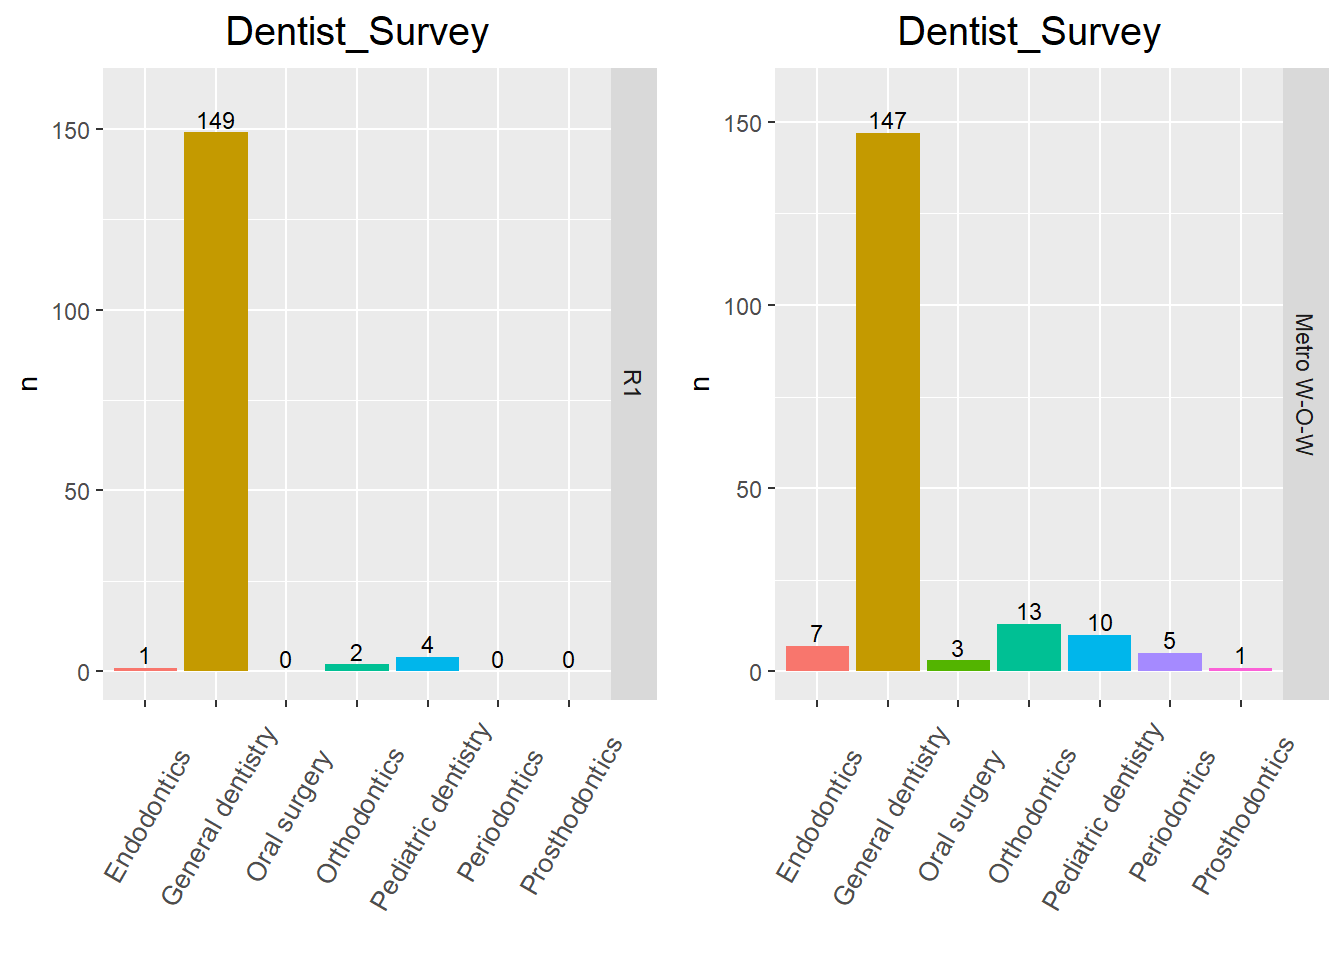 Dentist_Survey
150
100
50
0
n
149
1
0
2
4
0
0
R1
Endodontics
General dentistry
Oral surgery
Orthodontics
Pediatric dentistry
Periodontics
Prosthodontics
Dentist_Survey
150
100
50
0
n
147
7
3
13
10
5
1
Metro W-O-W
Endodontics
General dentistry
Oral surgery
Orthodontics
Pediatric dentistry
Periodontics
Prosthodontics